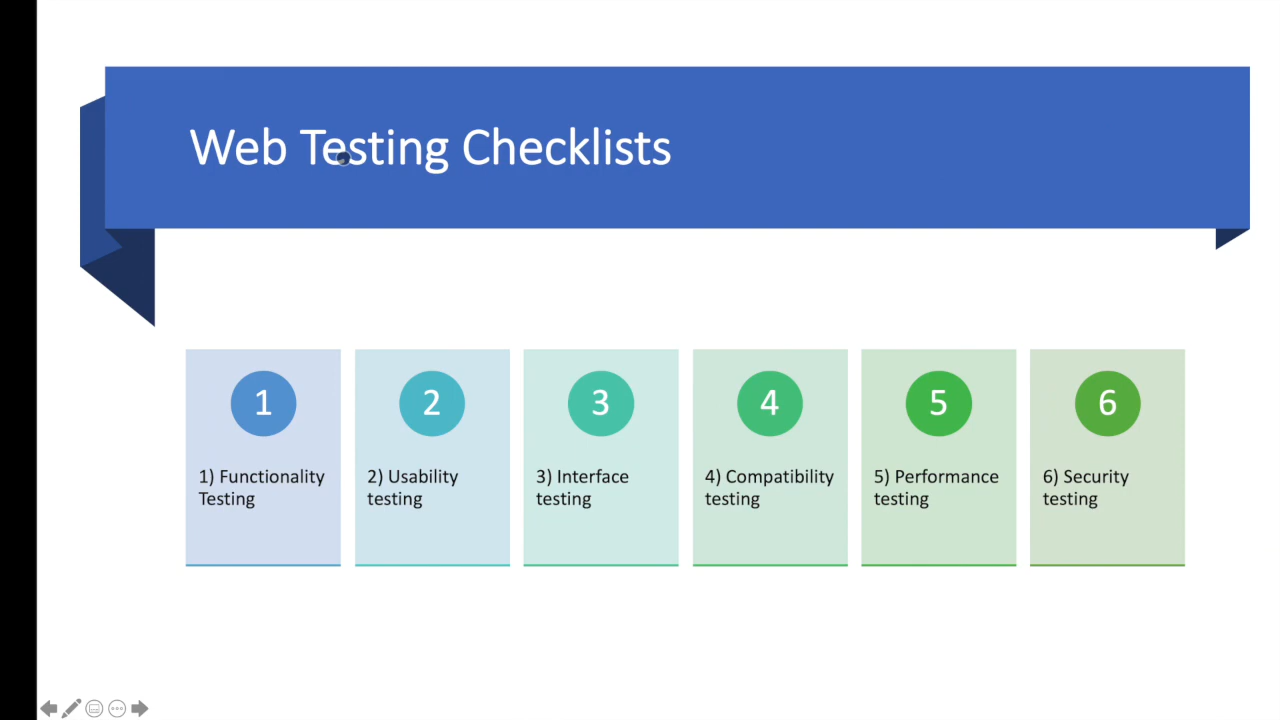 Web Testing Checklists
1
1) Functionality
Testing
2
2) Usability
testing
3
3) Interface
testing
4
4) Compatibility
testing
5
5) Performance
testing
6
6) Security
testing